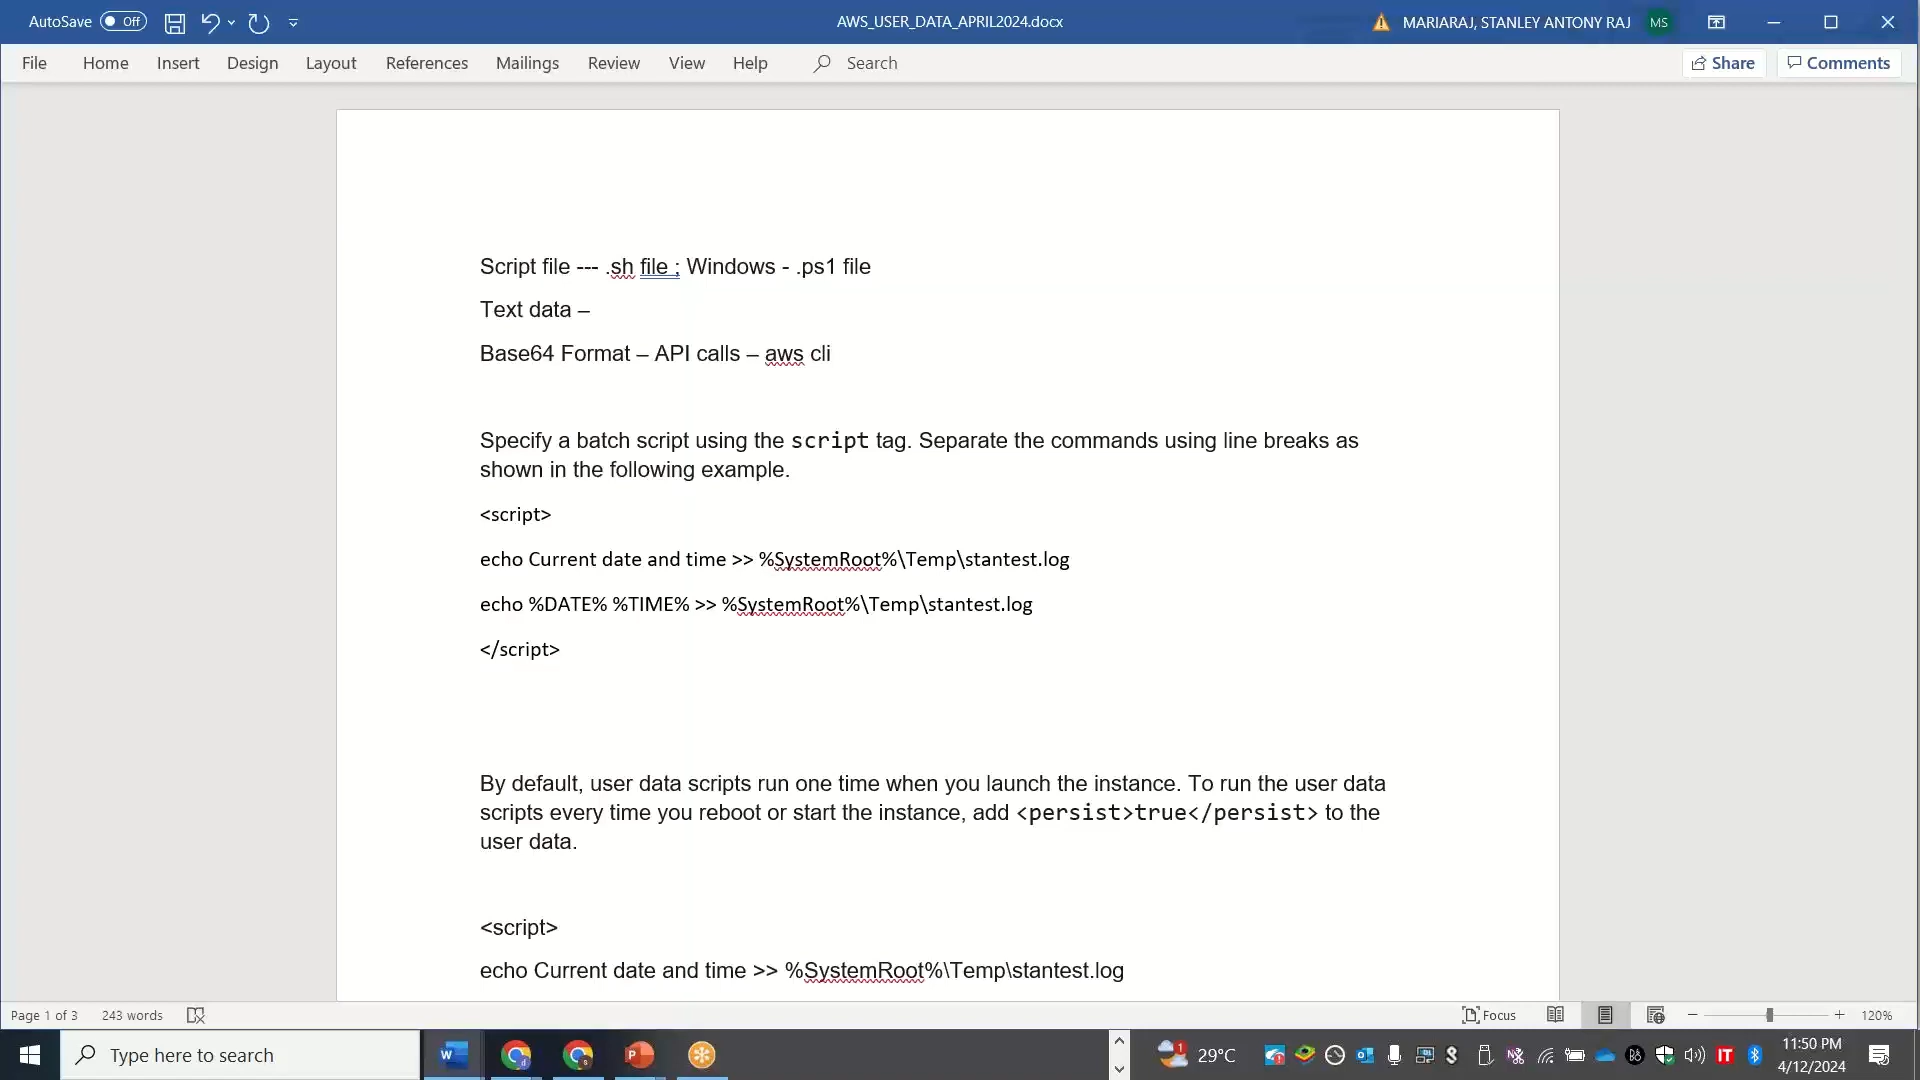 AutoSave Off
AWS_USER_DATA_APRIL2024.docx
MARIARAJ, STANLEY ANTONY RAJ MS
File Home Insert Design Layout References Mailings Review View Help Search Share Comments
Script file --- .sh file ; Windows - .ps1 file
Text data –
Base64 Format – API calls – aws cli
Specify a batch script using the script tag. Separate the commands using line breaks as
shown in the following example.
<script>
echo Current date and time >> %SystemRoot%\Temp\stantest.log
echo %DATE% %TIME% >> %SystemRoot%\Temp\stantest.log
</script>
By default, user data scripts run one time when you launch the instance. To run the user data
scripts every time you reboot or start the instance, add <persist>true</persist> to the
user data.
<script>
echo Current date and time >> %SystemRoot%\Temp\stantest.log
Page 1 of 3 243 words Focus 120%
Type here to search 29°C 11:50 PM
4/12/2024